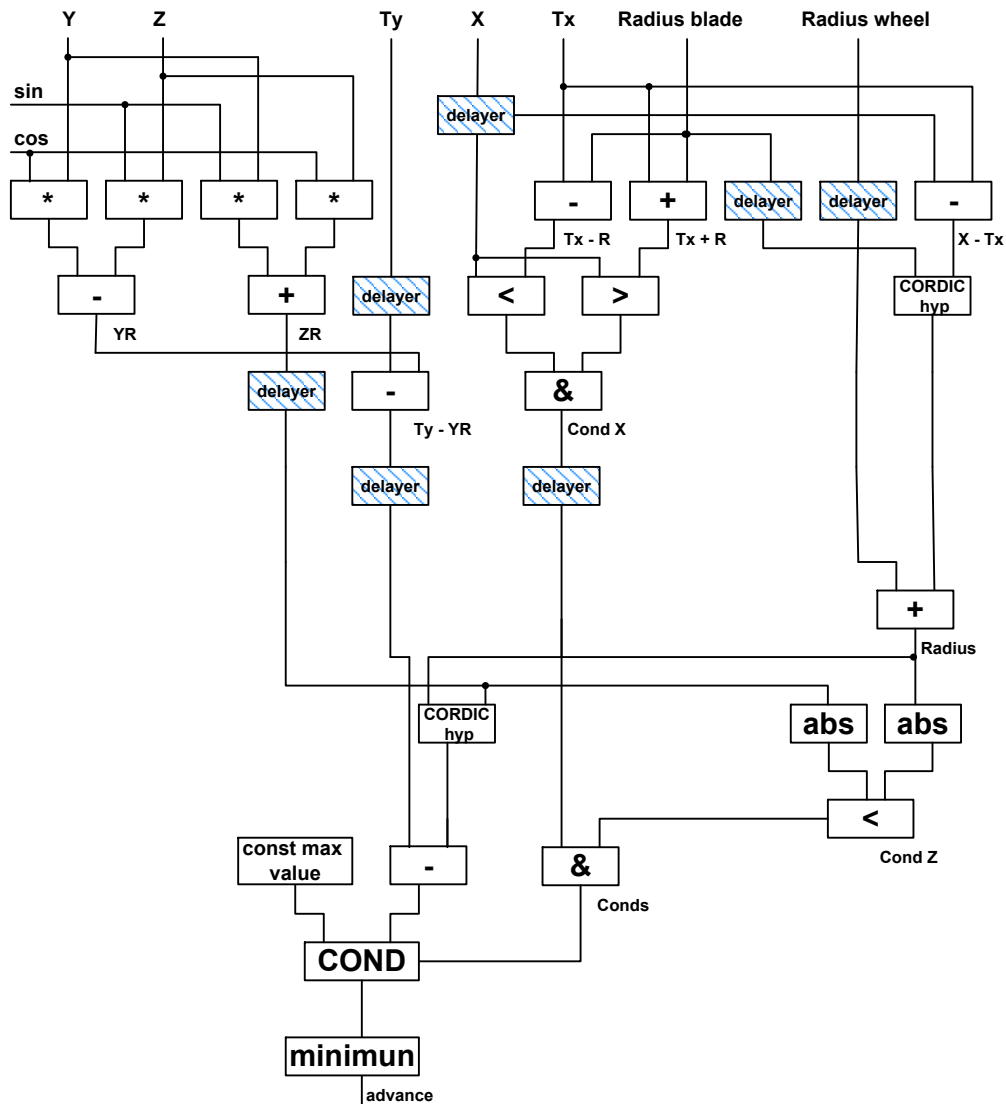 Y Z Ty X Tx Radius blade Radius wheel
sin
delayer
cos
* * * * - + delayer delayer -
Tx - R Tx + R X - Tx
- + delayer < > CORDIC
hyp
YR ZR
delayer - &
Ty - YR Cond X
delayer delayer
+
Radius
CORDIC
hyp
abs abs
<
const max
value
- &
Cond Z
Conds
COND
minimun
advance